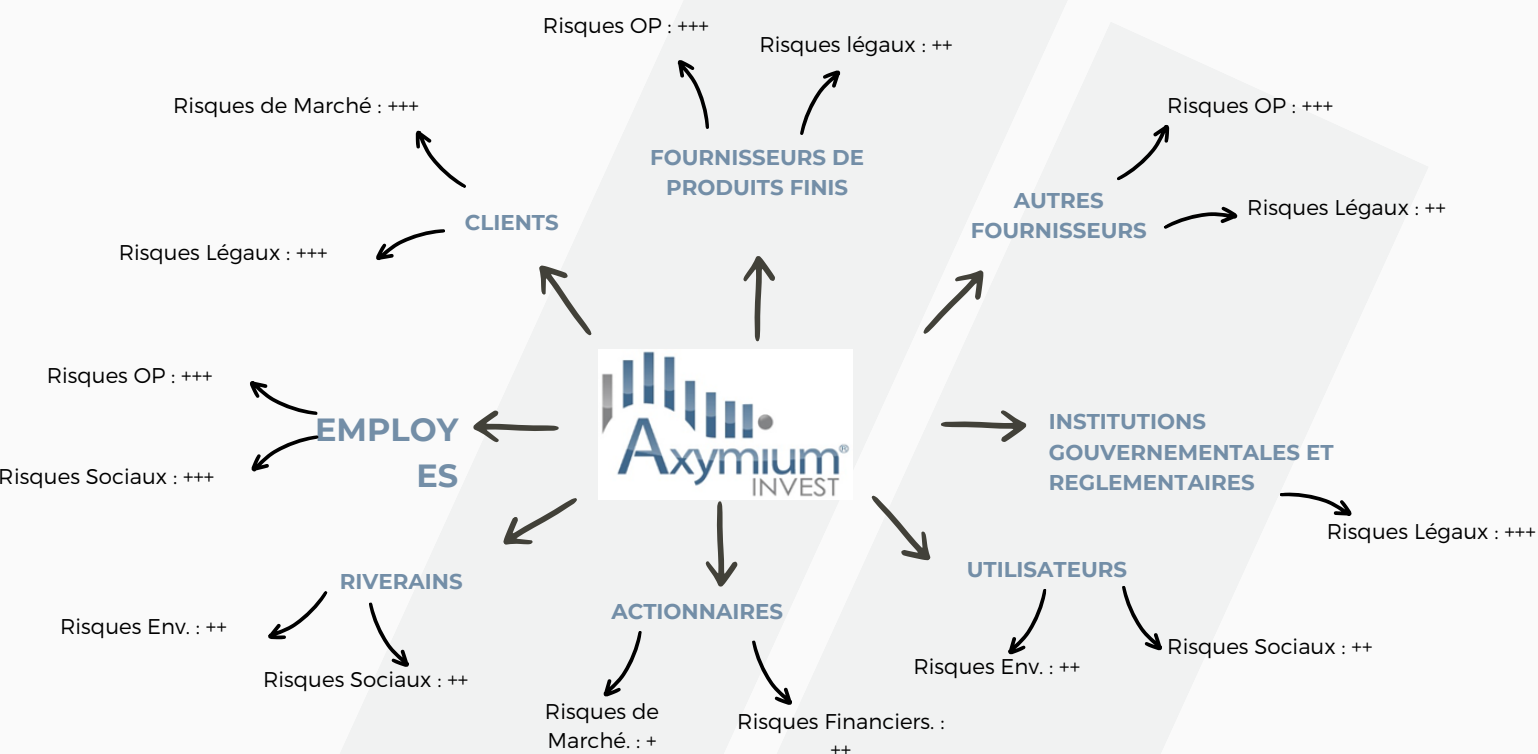 Risques OP : +++
Risques légaux : ++
Risques de Marché : +++
Risques OP : +++
FOURNISSEURS DE
PRODUITS FINIS
AUTRES
FOURNISSEURS
Risques Légaux : ++
CLIENTS
Risques Légaux : +++
Risques OP : +++
EMPLOY
ES
Risques Sociaux : +++
Axymium®
INVEST
INSTITUTIONS
GOUVERNEMENTALES ET
REGLEMENTAIRES
Risques Légaux : +++
RIVERAINS
Risques Env. : ++
Risques Sociaux : ++
ACTIONNAIRES
Risques de
Marché. : +
Risques Financiers. :
++
UTILISATEURS
Risques Env. : ++
Risques Sociaux : ++